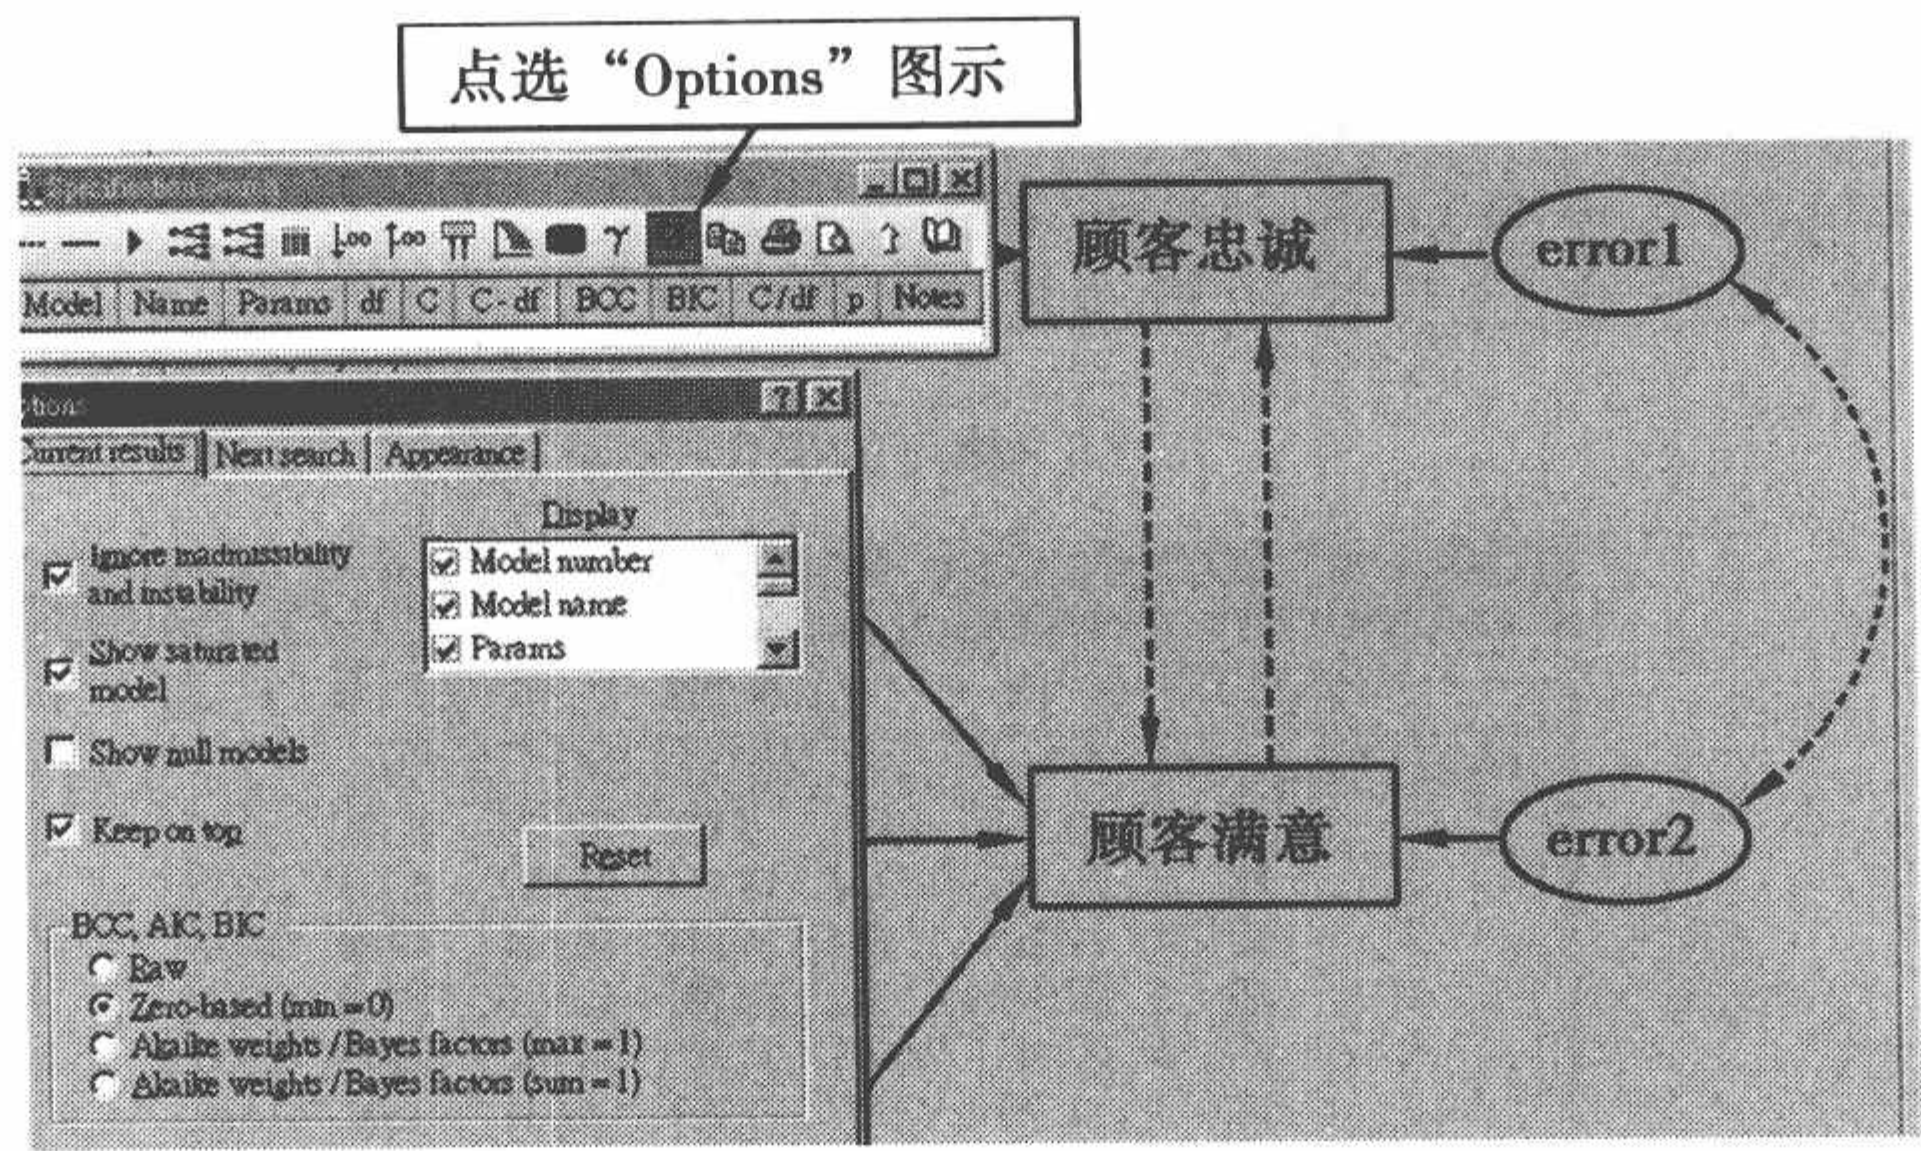 点选 “Options” 图示
Model Name Params df C C-df BCC BIC C/df p Notes
顾客忠诚
error1
Current results Next search Appearance
Display
Ignore inadmissibility
and instability
Show saturated
model
Show null models
Keep on top
Model number
Model name
Params
Reset
顾客满意
error2
BCC, AIC, BIC
Raw
Zero-based (min = 0)
Akaike weights / Bayes factors (max = 1)
Akaike weights / Bayes factors (sum = 1)